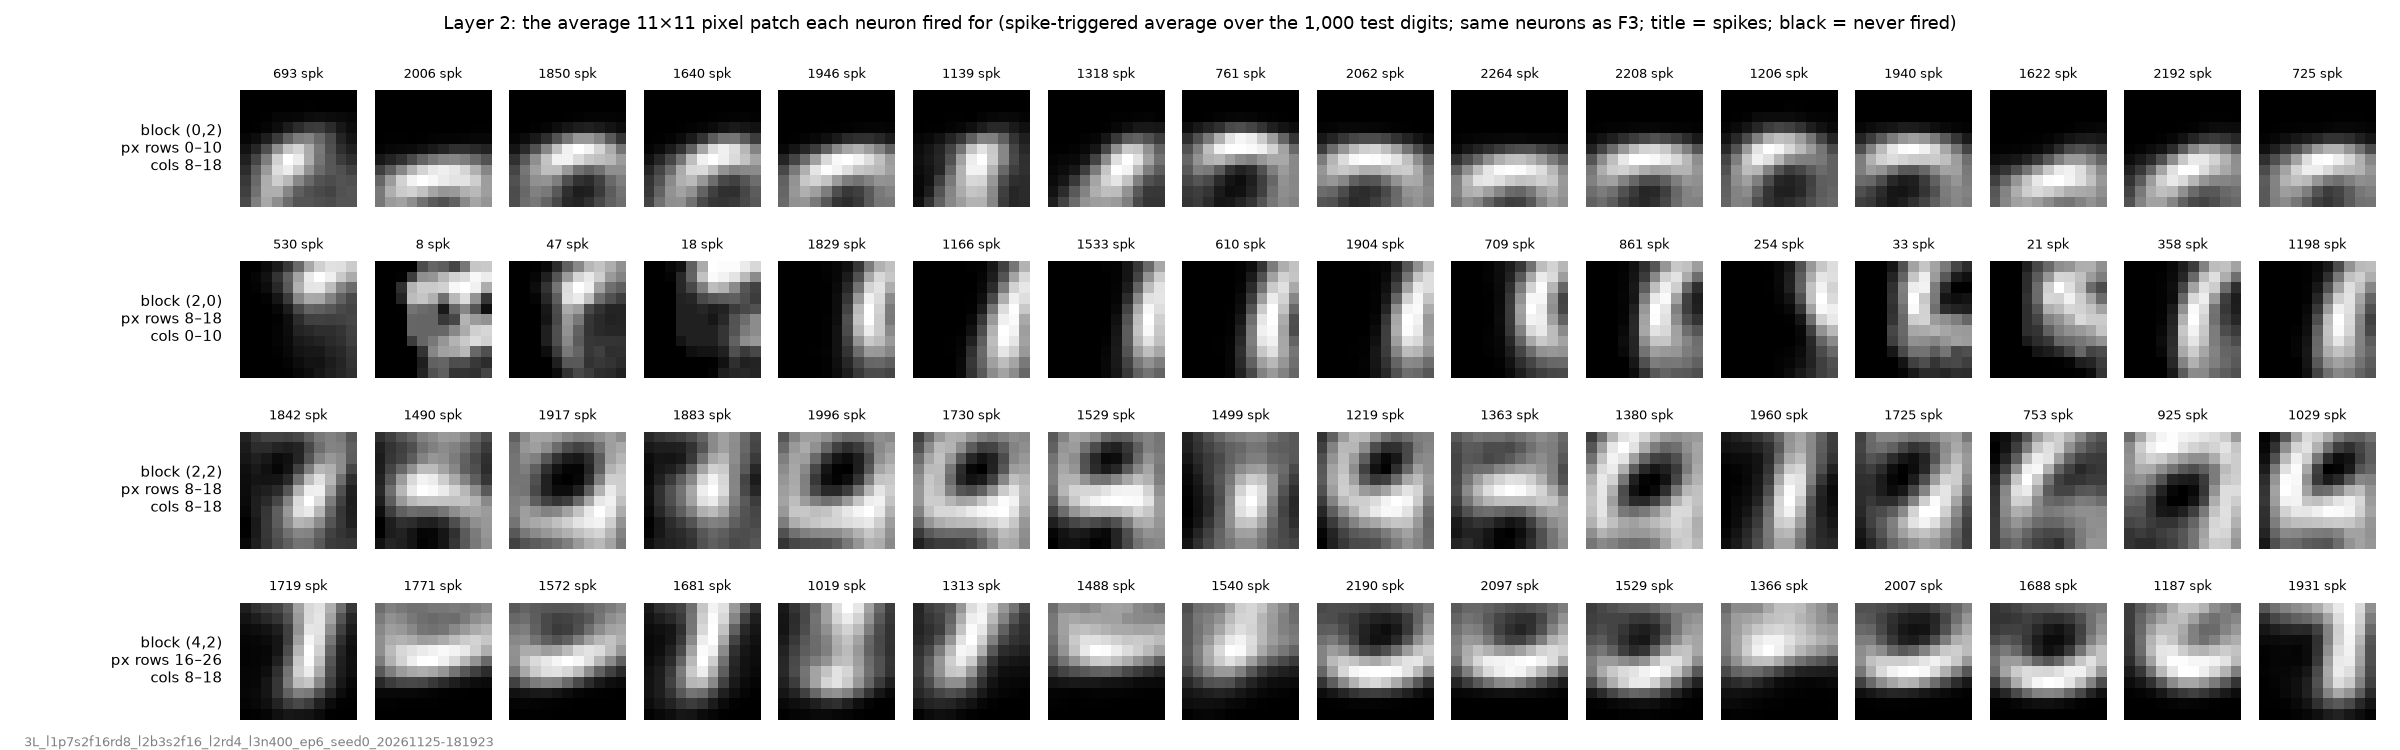 Layer 2: the average 11×11 pixel patch each neuron fired for (spike-triggered average over the 1,000 test digits; same neurons as F3; title = spikes; black = never fired)
693 spk 2006 spk 1850 spk 1640 spk 1946 spk 1139 spk 1318 spk 761 spk 2062 spk 2264 spk 2208 spk 1206 spk 1940 spk 1622 spk 2192 spk 725 spk
block (0,2)
px rows 0–10
cols 8–18
530 spk 8 spk 47 spk 18 spk 1829 spk 1166 spk 1533 spk 610 spk 1904 spk 709 spk 861 spk 254 spk 33 spk 21 spk 358 spk 1198 spk
block (2,0)
px rows 8–18
cols 0–10
1842 spk 1490 spk 1917 spk 1883 spk 1996 spk 1730 spk 1529 spk 1499 spk 1219 spk 1363 spk 1380 spk 1960 spk 1725 spk 753 spk 925 spk 1029 spk
block (2,2)
px rows 8–18
cols 8–18
1719 spk 1771 spk 1572 spk 1681 spk 1019 spk 1313 spk 1488 spk 1540 spk 2190 spk 2097 spk 1529 spk 1366 spk 2007 spk 1688 spk 1187 spk 1931 spk
block (4,2)
px rows 16–26
cols 8–18
3L_l1p7s2f16rd8_l2b3s2f16_l2rd4_l3n400_ep6_seed0_20261125-181923